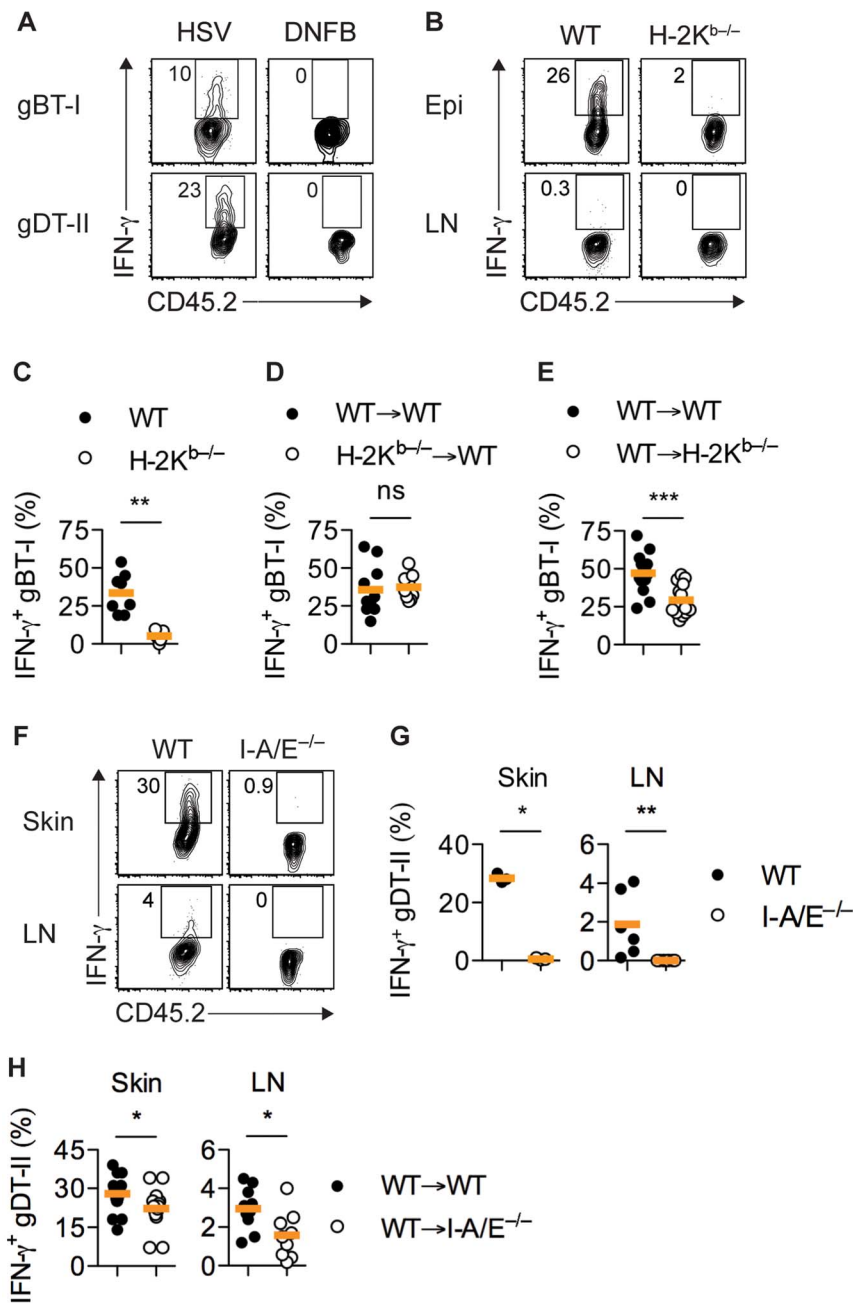 A
HSV DNFB
gBT-I
10
0
gDT-II
23
0
IFN-γ
CD45.2
B
WT H-2Kᵇ⁻/⁻
Epi
26
2
LN
0.3
0
IFN-γ
CD45.2
C
WT
H-2Kᵇ⁻/⁻
**
IFN-γ⁺ gBT-I (%)
75
50
25
0
D
WT→WT
H-2Kᵇ⁻/⁻→WT
ns
IFN-γ⁺ gBT-I (%)
75
50
25
0
E
WT→WT
WT→H-2Kᵇ⁻/⁻
***
IFN-γ⁺ gBT-I (%)
75
50
25
0
F
WT I-A/E⁻/⁻
Skin
30
0.9
LN
4
0
IFN-γ
CD45.2
G
Skin
*
IFN-γ⁺ gDT-II (%)
40
20
0
LN
**
6
4
2
0
WT
I-A/E⁻/⁻
H
Skin
*
IFN-γ⁺ gDT-II (%)
45
30
15
0
LN
*
6
4
2
0
WT→WT
WT→I-A/E⁻/⁻